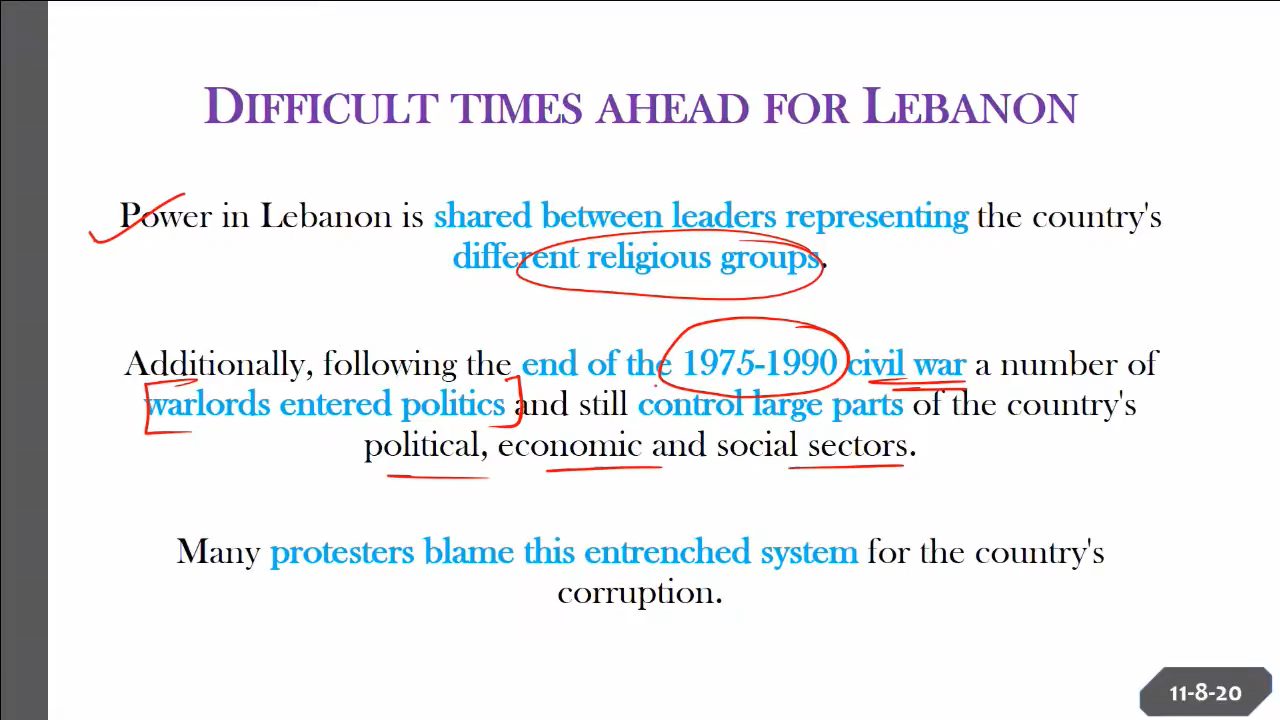 DIFFICULT TIMES AHEAD FOR LEBANON
Power in Lebanon is shared between leaders representing the country's
different religious groups.
Additionally, following the end of the 1975-1990 civil war a number of
warlords entered politics and still control large parts of the country's
political, economic and social sectors.
Many protesters blame this entrenched system for the country's
corruption.
11-8-20